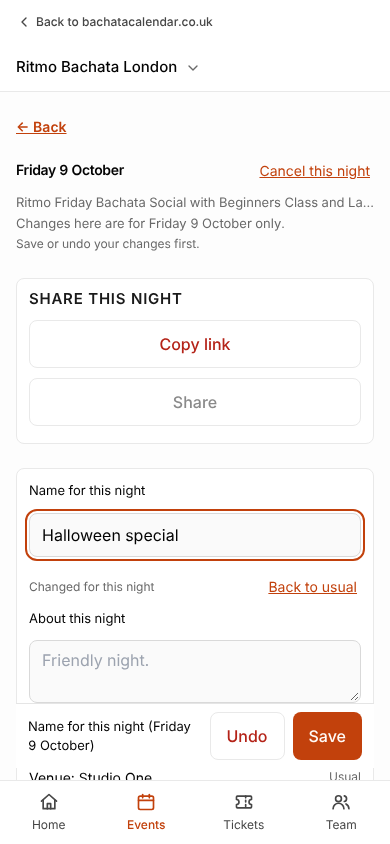 Back to bachatacalendar.co.uk
Ritmo Bachata London
← Back
Friday 9 October
Cancel this night
Ritmo Friday Bachata Social with Beginners Class and La...
Changes here are for Friday 9 October only.
Save or undo your changes first.
SHARE THIS NIGHT
Copy link
Share
Name for this night
Halloween special
Changed for this night
Back to usual
About this night
Friendly night.
Name for this night (Friday
9 October)
Undo
Save
Venue: Studio One
Usual
Home
Events
Tickets
Team